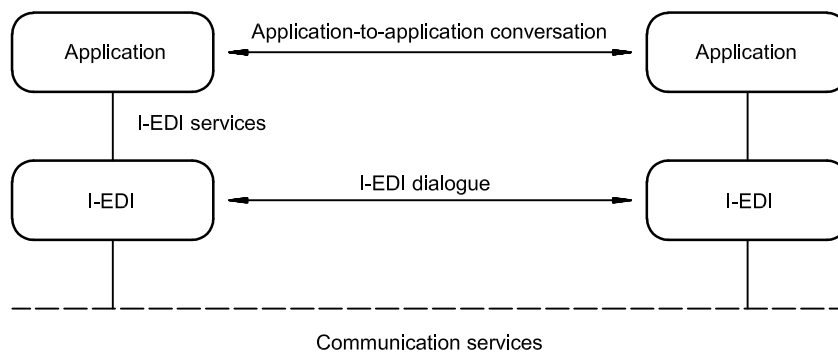 Application
Application-to-application conversation
Application
I-EDI services
I-EDI
I-EDI dialogue
I-EDI
Communication services